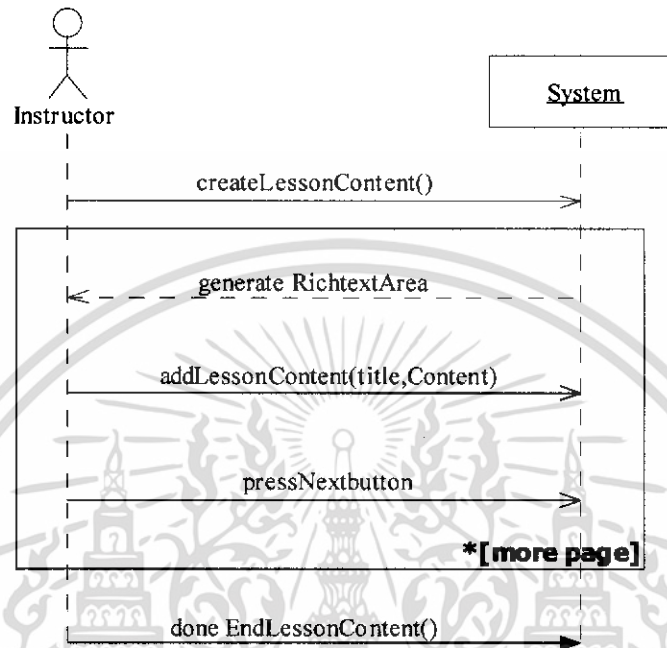 Instructor
System
createLessonContent()
generate RichtextArea
addLessonContent(title,Content)
pressNextbutton
*[more page]
done EndLessonContent()